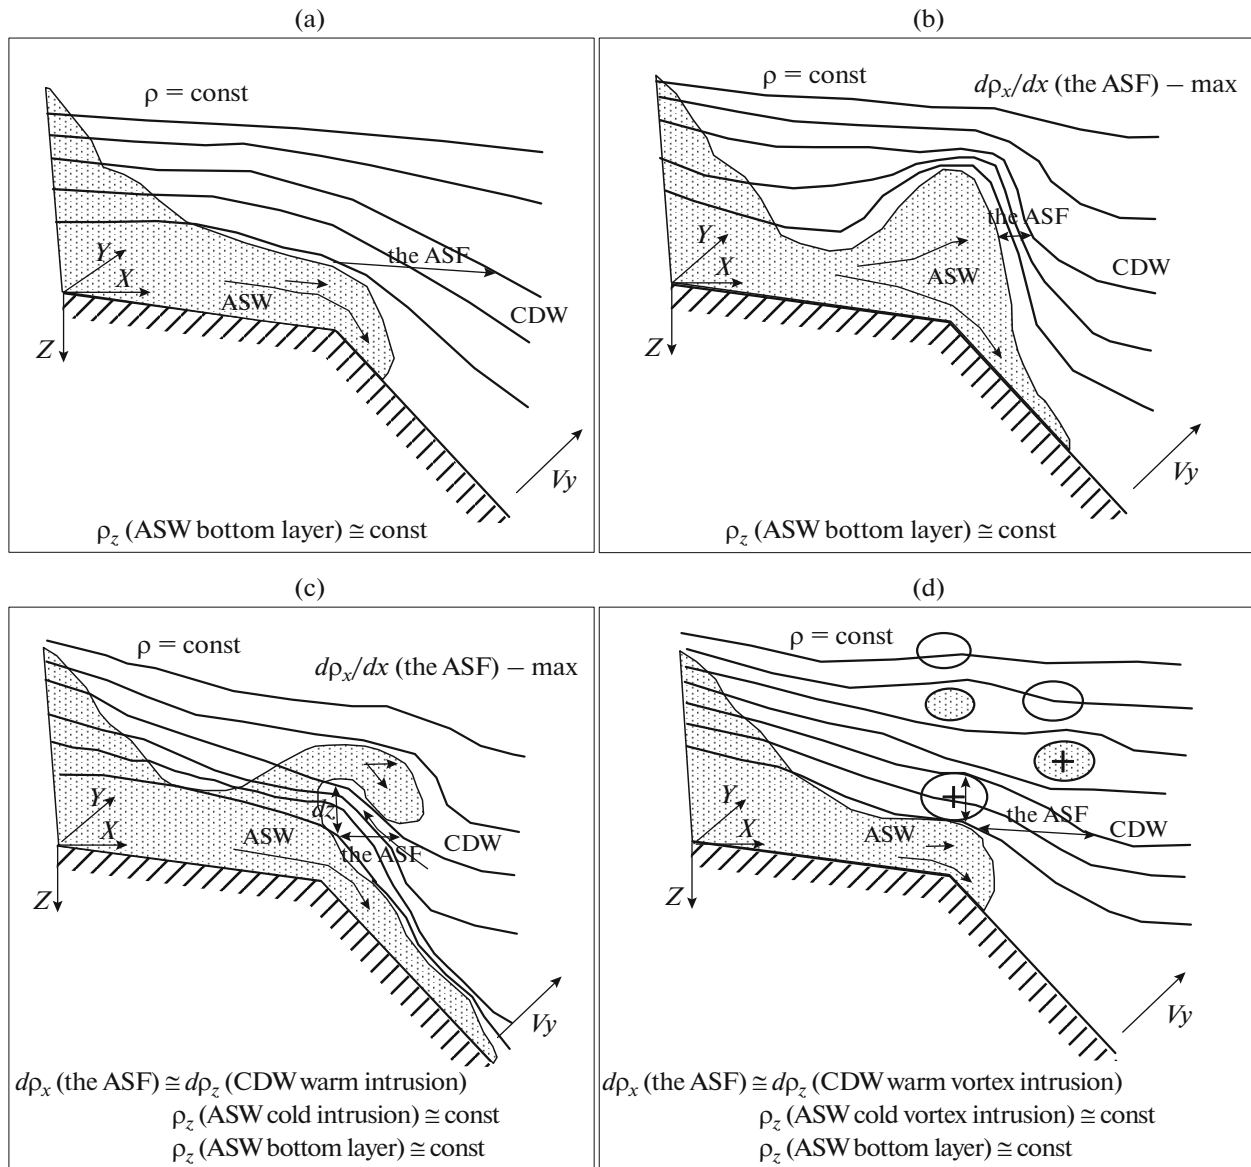 (a)
ρ = const
the ASF
Y
X
ASW
CDW
Z
Vy
ρz (ASW bottom layer) ≅ const
(b)
dρx/dx (the ASF) – max
the ASF
Y
X
ASW
CDW
Z
Vy
ρz (ASW bottom layer) ≅ const
(c)
ρ = const
dρx/dx (the ASF) – max
dz
Y
X
ASW
CDW
the ASF
Z
Vy
dρx (the ASF) ≅ dρz (CDW warm intrusion)
ρz (ASW cold intrusion) ≅ const
ρz (ASW bottom layer) ≅ const
(d)
ρ = const
+
+
the ASF
Y
X
ASW
CDW
Z
Vy
dρx (the ASF) ≅ dρz (CDW warm vortex intrusion)
ρz (ASW cold vortex intrusion) ≅ const
ρz (ASW bottom layer) ≅ const